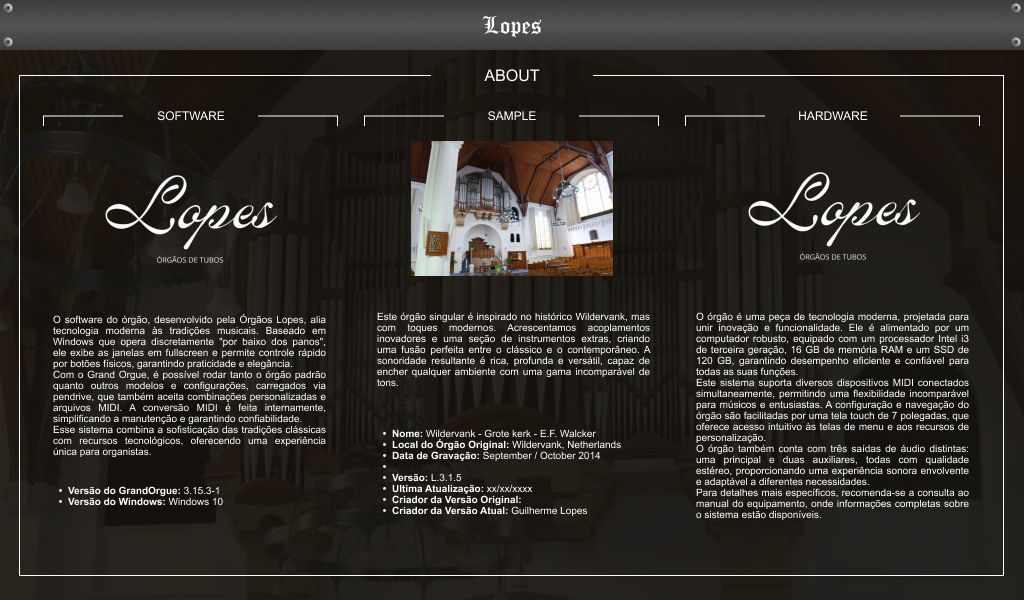 Lopes
ABOUT
SOFTWARE
Lopes
ÓRGÃOS DE TUBOS
O software do órgão, desenvolvido pela Órgãos Lopes, alia
tecnologia moderna às tradições musicais. Baseado em
Windows que opera discretamente "por baixo dos panos",
ele exibe as janelas em fullscreen e permite controle rápido
por botões físicos, garantindo praticidade e elegância.
Com o Grand Orgue, é possível rodar tanto o órgão padrão
quanto outros modelos e configurações, carregados via
pendrive, que também aceita combinações personalizadas e
arquivos MIDI. A conversão MIDI é feita internamente,
simplificando a manutenção e garantindo confiabilidade.
Esse sistema combina a sofisticação das tradições clássicas
com recursos tecnológicos, oferecendo uma experiência
única para organistas.
• Versão do GrandOrgue: 3.15.3-1
• Versão do Windows: Windows 10
SAMPLE
Este órgão singular é inspirado no histórico Wildervank, mas
com toques modernos. Acrescentamos acoplamentos
inovadores e uma seção de instrumentos extras, criando
uma fusão perfeita entre o clássico e o contemporâneo. A
sonoridade resultante é rica, profunda e versátil, capaz de
encher qualquer ambiente com uma gama incomparável de
tons.
• Nome: Wildervank - Grote kerk - E.F. Walcker
• Local do Órgão Original: Wildervank, Netherlands
• Data de Gravação: September / October 2014
•
• Versão: L.3.1.5
• Ultima Atualização: xx/xx/xxxx
• Criador da Versão Original:
• Criador da Versão Atual: Guilherme Lopes
HARDWARE
Lopes
ÓRGÃOS DE TUBOS
O órgão é uma peça de tecnologia moderna, projetada para
unir inovação e funcionalidade. Ele é alimentado por um
computador robusto, equipado com um processador Intel i3
de terceira geração, 16 GB de memória RAM e um SSD de
120 GB, garantindo desempenho eficiente e confiável para
todas as suas funções.
Este sistema suporta diversos dispositivos MIDI conectados
simultaneamente, permitindo uma flexibilidade incomparável
para músicos e entusiastas. A configuração e navegação do
órgão são facilitadas por uma tela touch de 7 polegadas, que
oferece acesso intuitivo às telas de menu e aos recursos de
personalização.
O órgão também conta com três saídas de áudio distintas:
uma principal e duas auxiliares, todas com qualidade
estéreo, proporcionando uma experiência sonora envolvente
e adaptável a diferentes necessidades.
Para detalhes mais específicos, recomenda-se a consulta ao
manual do equipamento, onde informações completas sobre
o sistema estão disponíveis.